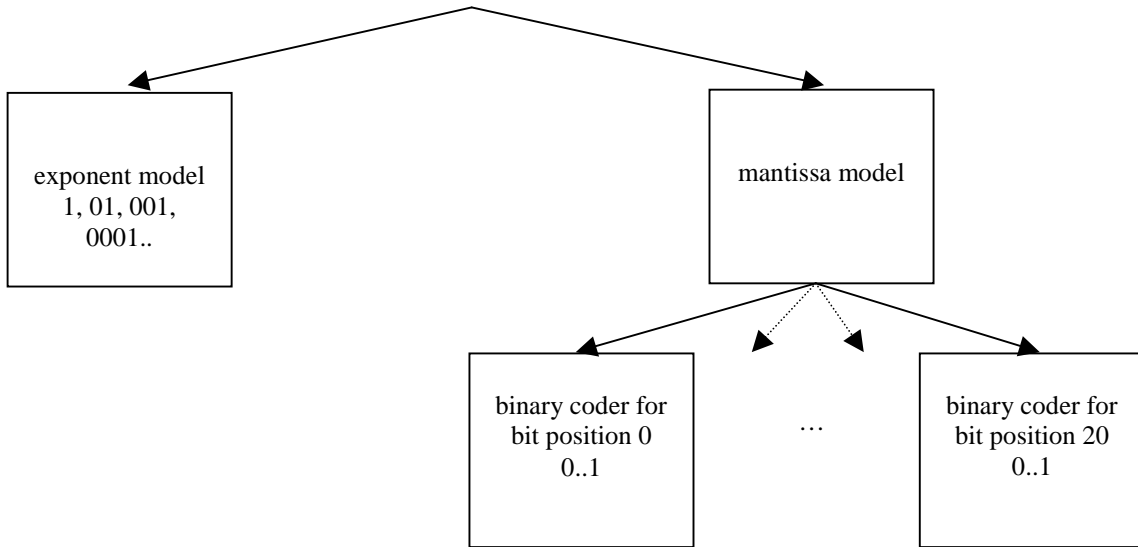 exponent model
1, 01, 001,
0001..
mantissa model
binary coder for
bit position 0
0..1
…
binary coder for
bit position 20
0..1